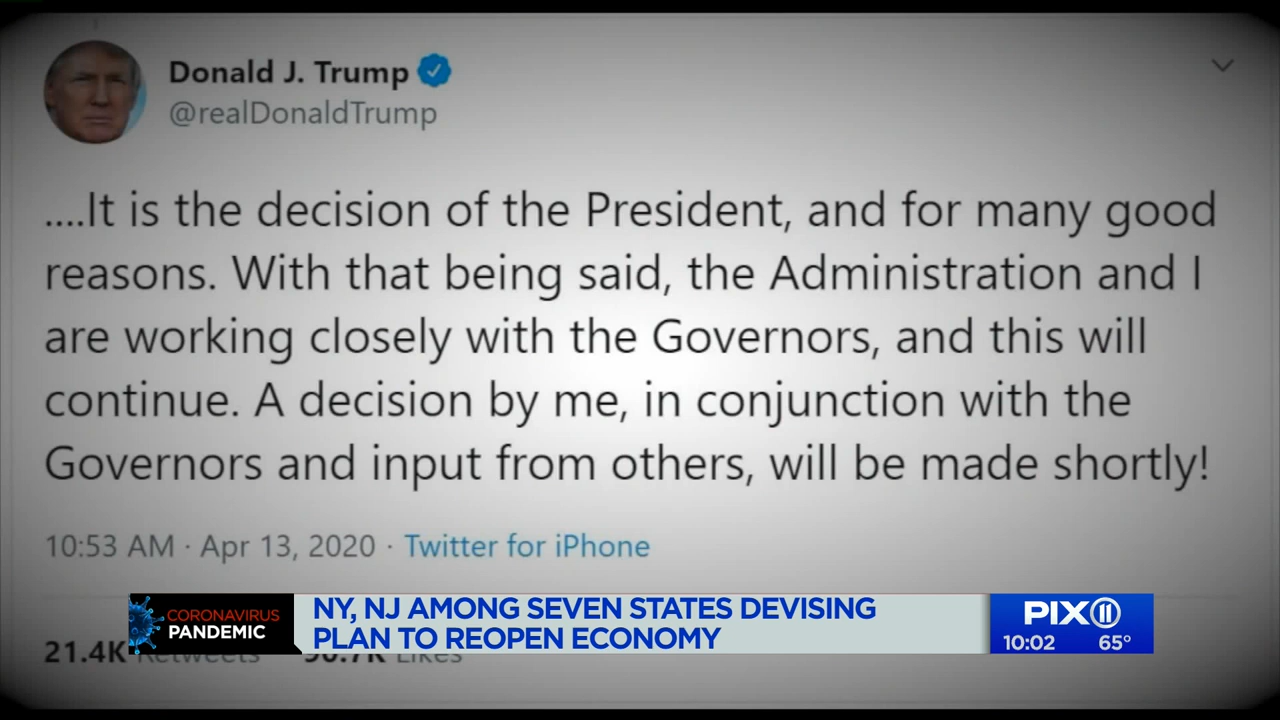 Donald J. Trump
@realDonaldTrump
....It is the decision of the President, and for many good
reasons. With that being said, the Administration and I
are working closely with the Governors, and this will
continue. A decision by me, in conjunction with the
Governors and input from others, will be made shortly!
10:53 AM · Apr 13, 2020 · Twitter for iPhone
21.4K Retweets Likes
CORONAVIRUS
PANDEMIC
NY, NJ AMONG SEVEN STATES DEVISING
PLAN TO REOPEN ECONOMY
PIX11
10:02 65°